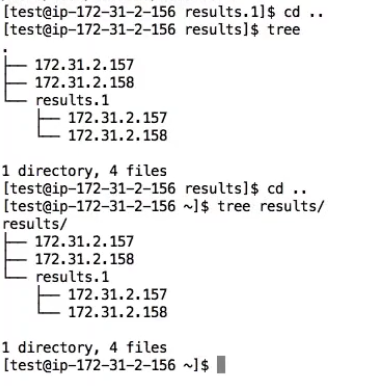 [test@ip-172-31-2-156 results.1]$ cd ..
[test@ip-172-31-2-156 results]$ tree
.
├── 172.31.2.157
├── 172.31.2.158
└── results.1
    ├── 172.31.2.157
    └── 172.31.2.158

1 directory, 4 files
[test@ip-172-31-2-156 results]$ cd ..
[test@ip-172-31-2-156 ~]$ tree results/
results/
├── 172.31.2.157
├── 172.31.2.158
└── results.1
    ├── 172.31.2.157
    └── 172.31.2.158

1 directory, 4 files
[test@ip-172-31-2-156 ~]$